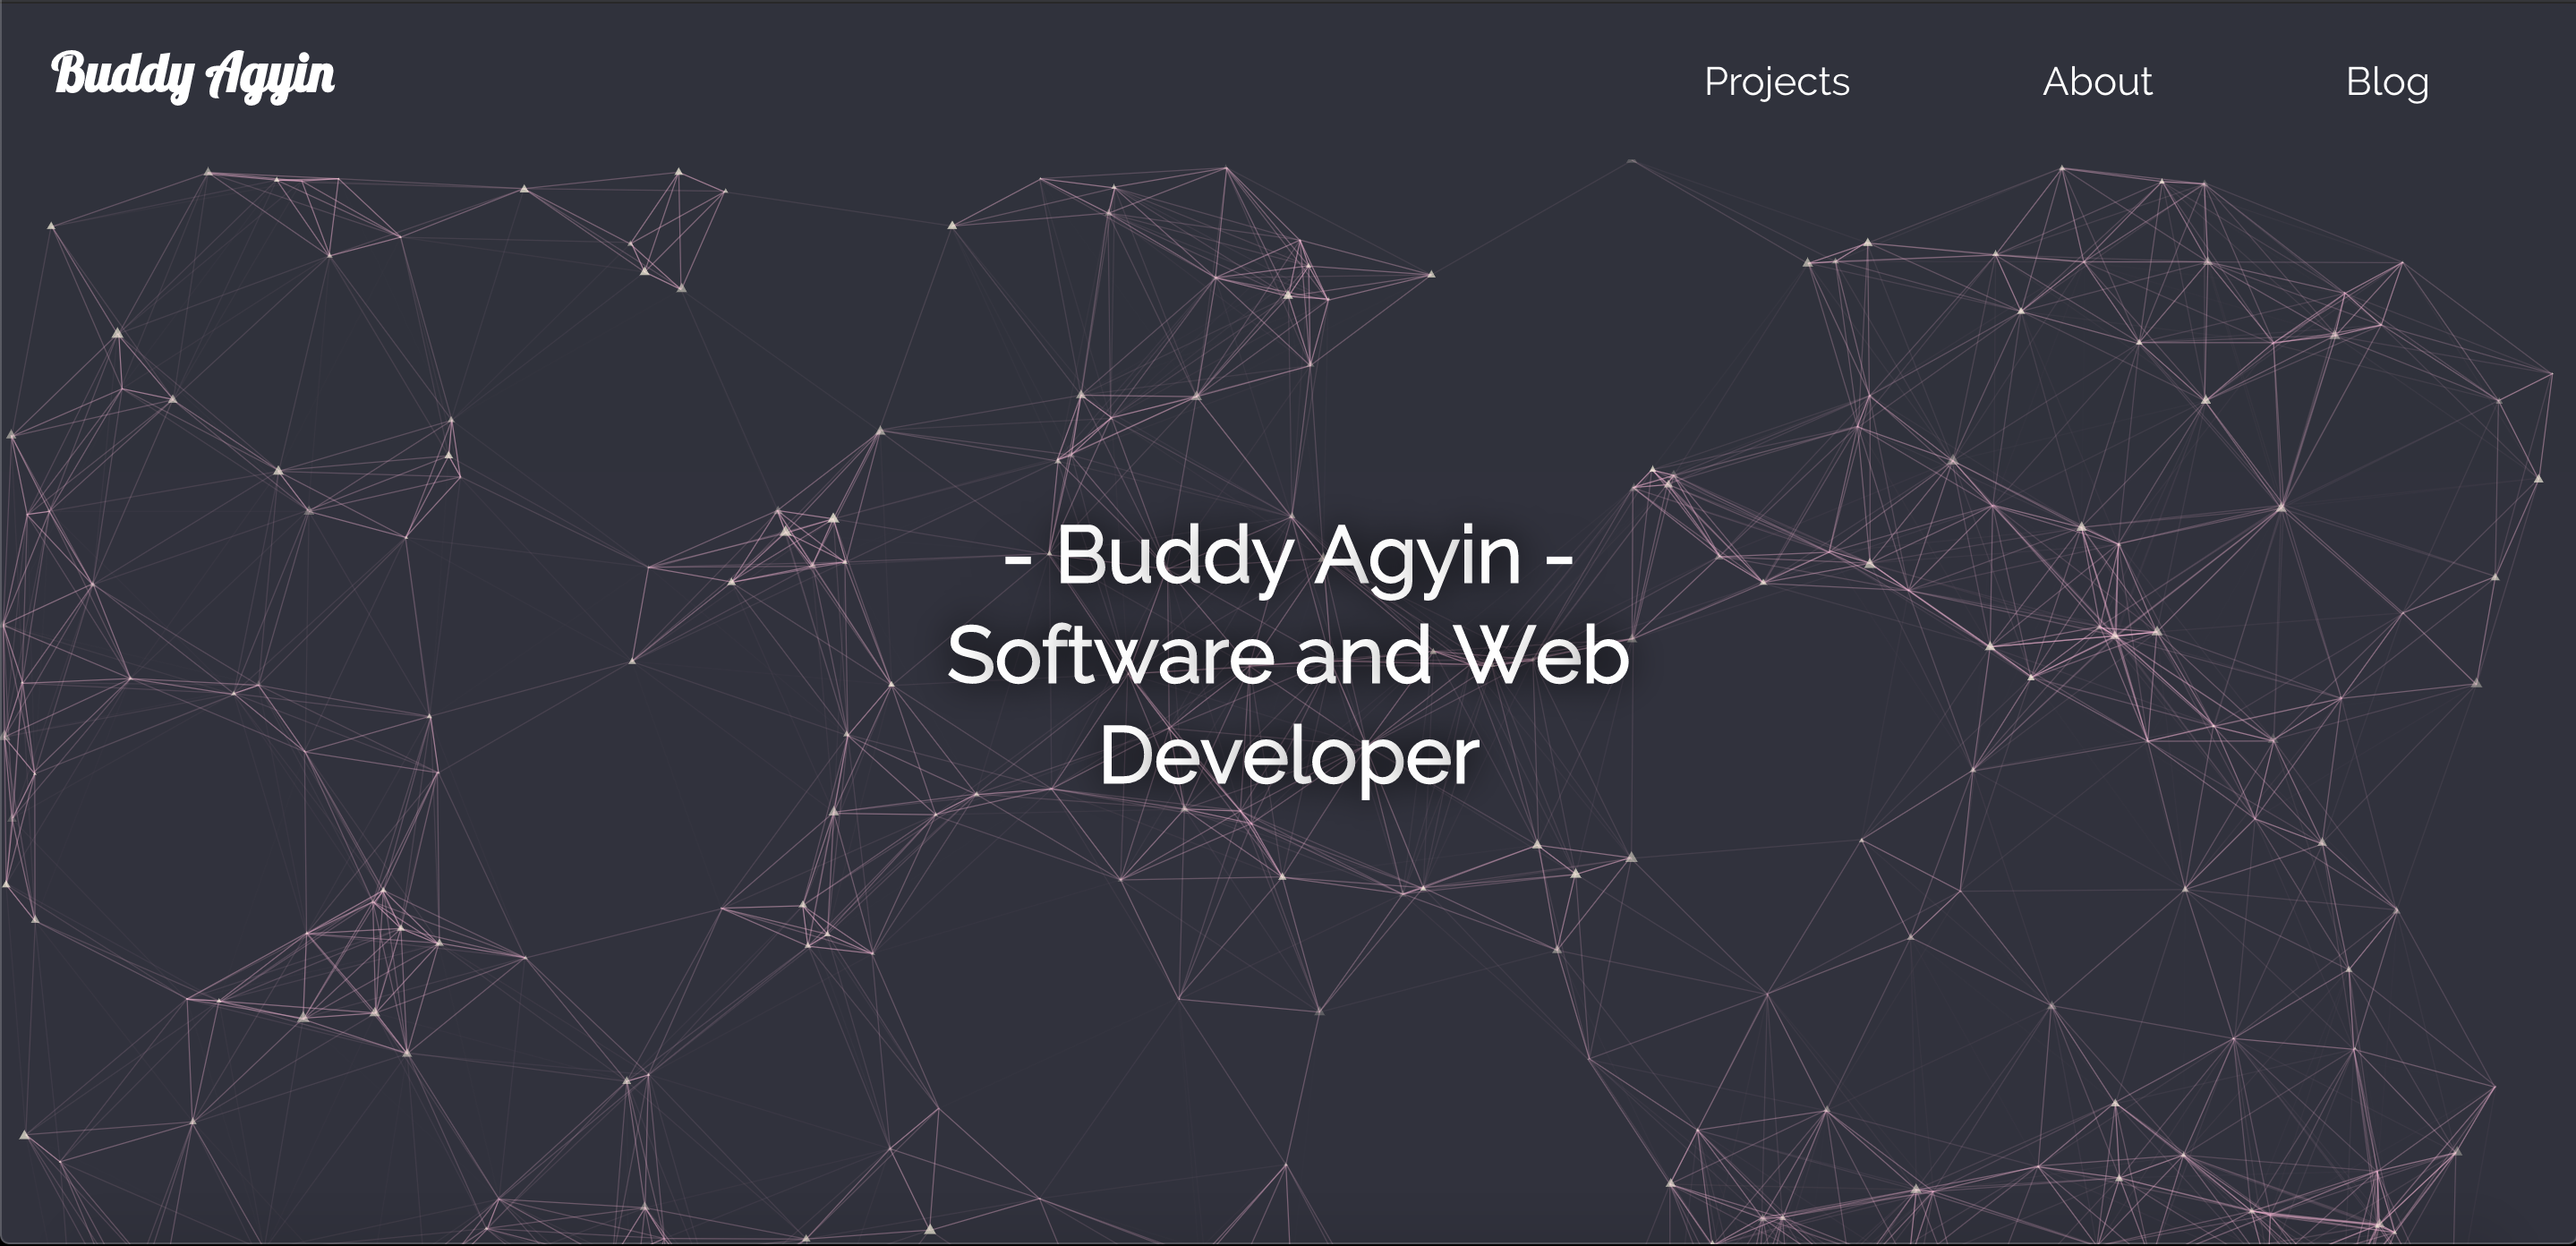 Buddy Agyin
Projects
About
Blog
- Buddy Agyin -
Software and Web
Developer